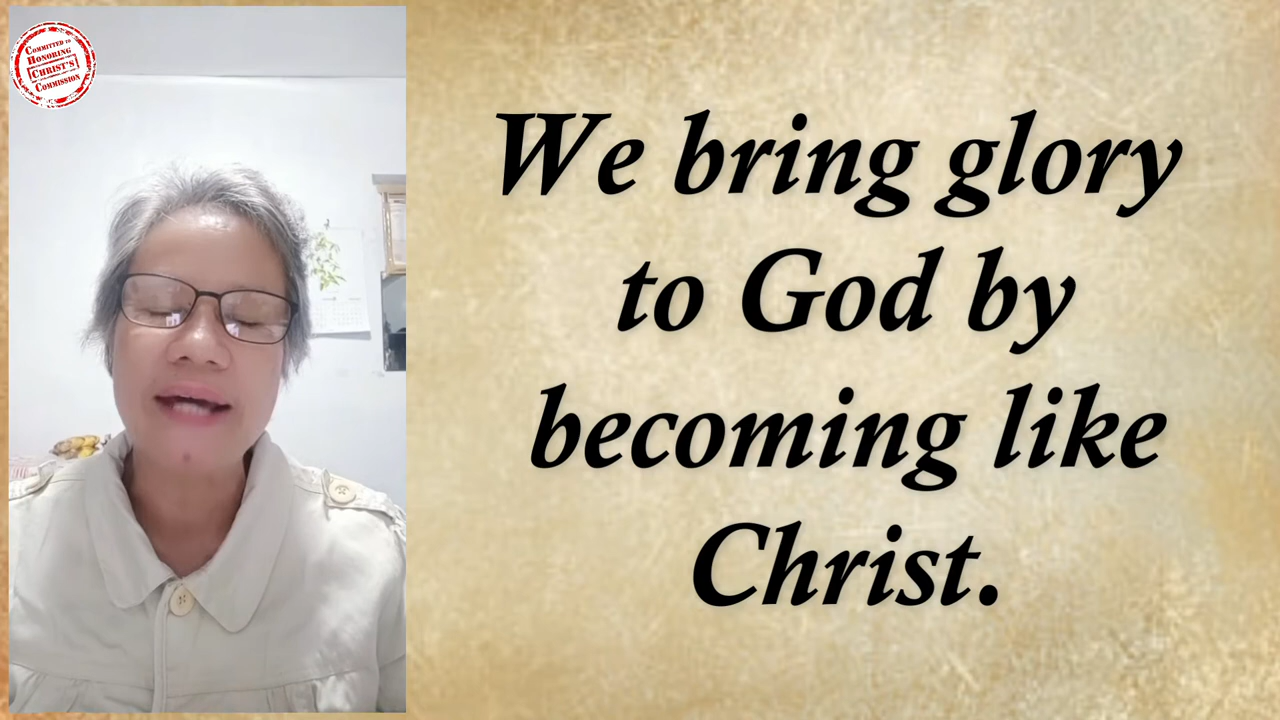 COMMITTED TO
HONORING
CHRIST'S
COMMISSION
We bring glory
to God by
becoming like
Christ.